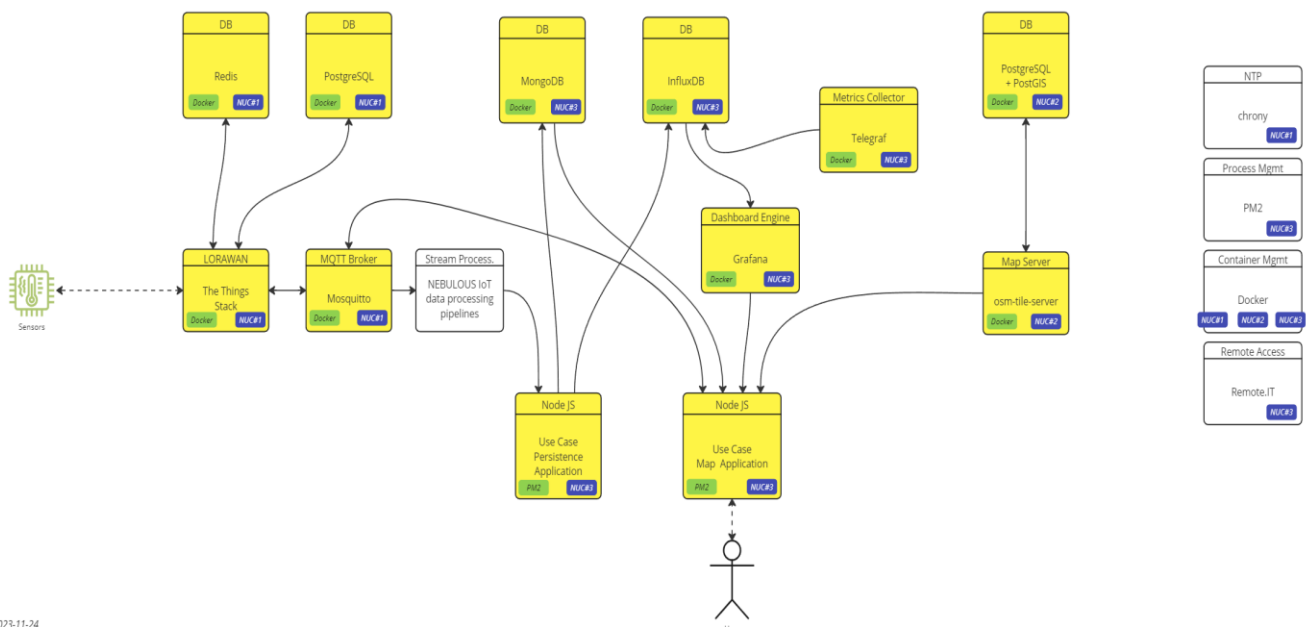 DB
Redis
Docker NUC#1
DB
PostgreSQL
Docker NUC#1
DB
MongoDB
Docker NUC#3
DB
InfluxDB
Docker NUC#3
Metrics Collector
Telegraf
Docker NUC#3
DB
PostgreSQL
+ PostGIS
Docker NUC#2
NTP
chrony
NUC#1
Process Mgmt
PM2
NUC#3
Container Mgmt
Docker
NUC#1 NUC#2 NUC#3
Remote Access
Remote.IT
NUC#3
Dashboard Engine
Grafana
Docker NUC#3
Sensors
LORAWAN
The Things
Stack
Docker NUC#1
MQTT Broker
Mosquitto
Docker NUC#1
Stream Process.
NEBULOUS IoT
data processing
pipelines
Map Server
osm-tile-server
Docker NUC#2
Node JS
Use Case
Persistence
Application
PM2 NUC#3
Node JS
Use Case
Map Application
PM2 NUC#3
023-11-24